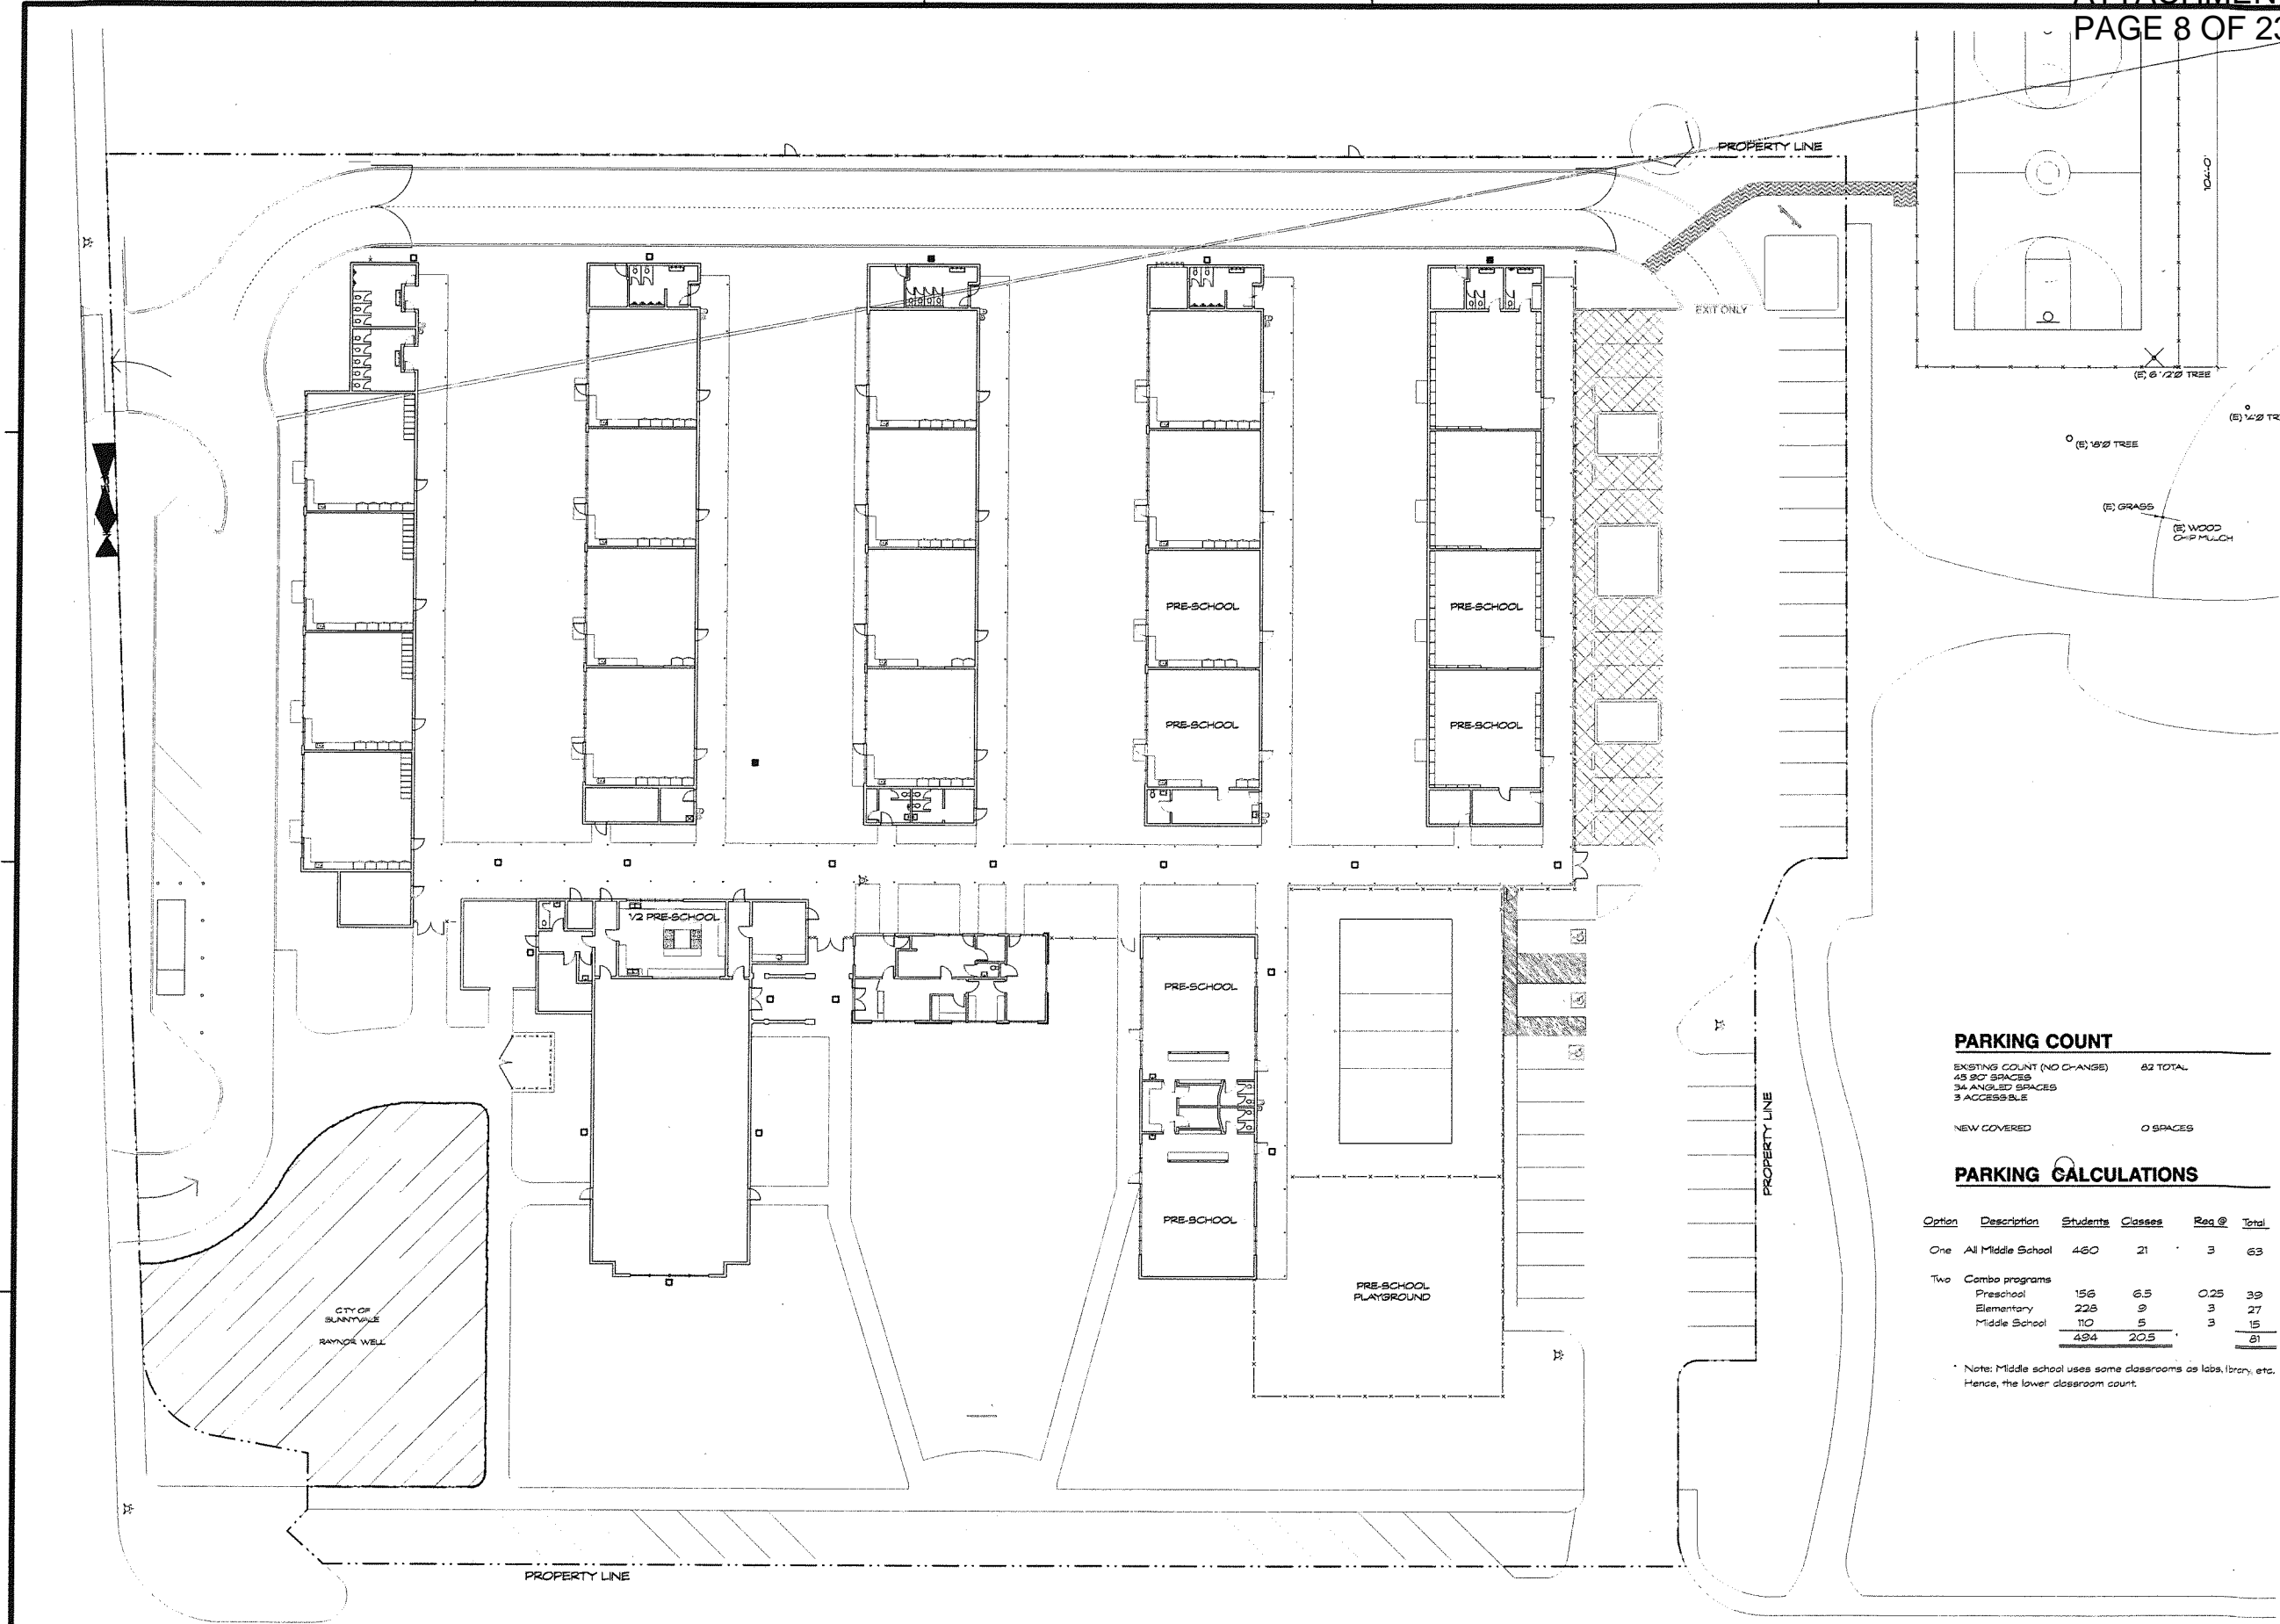 PAGE 8 OF 23
PROPERTY LINE
104'-0"
EXIT ONLY
(E) 6 1/2"Ø TREE
(E) 18"Ø TREE
(E) GRASS
(E) WOOD
CHIP MULCH
PRE-SCHOOL
PRE-SCHOOL
PRE-SCHOOL
PRE-SCHOOL
1/2 PRE-SCHOOL
PRE-SCHOOL
PRE-SCHOOL
PRE-SCHOOL
PLAYGROUND
CITY OF
SUNNYVALE
RAYNOR WELL
PROPERTY LINE
PROPERTY LINE
PARKING COUNT
EXISTING COUNT (NO CHANGE) 82 TOTAL
45 90° SPACES
34 ANGLED SPACES
3 ACCESSIBLE
NEW COVERED 0 SPACES
PARKING CALCULATIONS
Option Description Students Classes Req @ Total
One All Middle School 460 21 * 3 63
Two Combo programs
Preschool 156 6.5 0.25 39
Elementary 228 9 3 27
Middle School 110 5 3 15
494 20.5 * 81
* Note: Middle school uses some classrooms as labs, library, etc.
Hence, the lower classroom count.